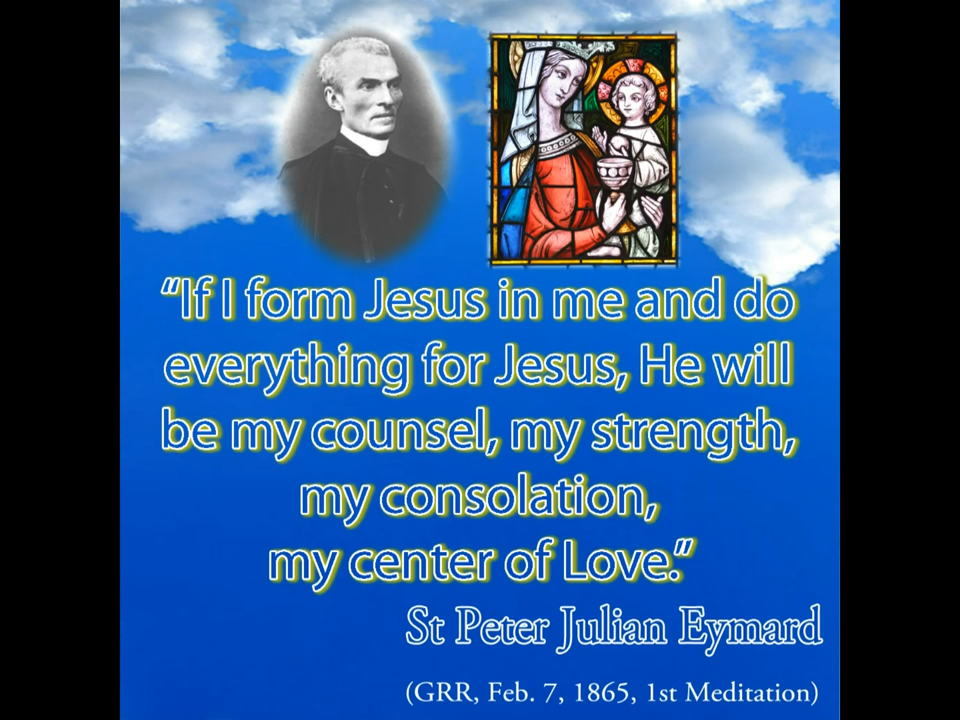 “If I form Jesus in me and do
everything for Jesus, He will
be my counsel, my strength,
my consolation,
my center of Love.”
St Peter Julian Eymard
(GRR, Feb. 7, 1865, 1st Meditation)